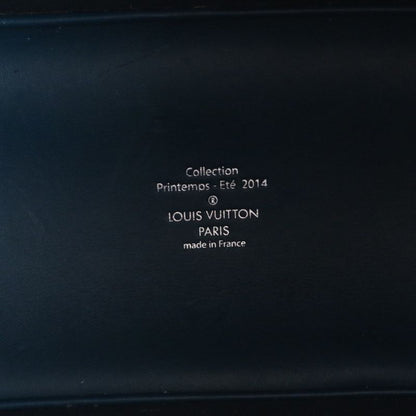 Collection
Printemps - Eté 2014
®
LOUIS VUITTON
PARIS
made in France